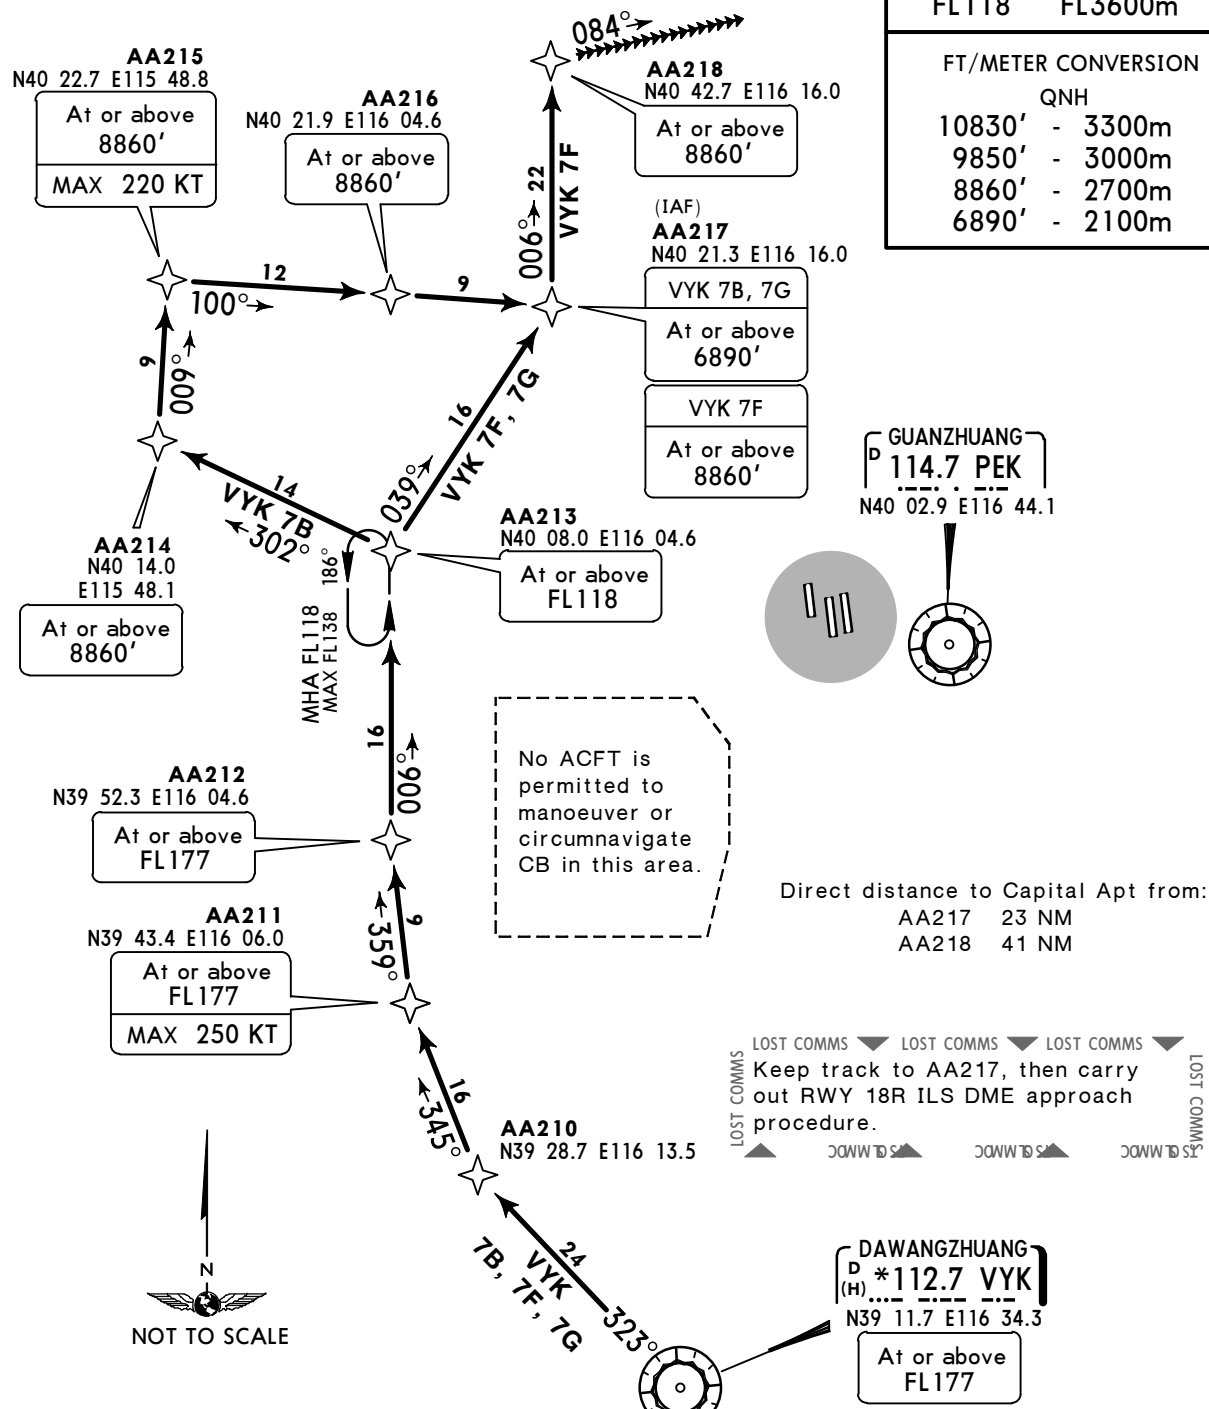 FL118 FL3600m
FT/METER CONVERSION
QNH
10830' - 3300m
9850' - 3000m
8860' - 2700m
6890' - 2100m
084°
AA215
N40 22.7 E115 48.8
At or above
8860'
MAX 220 KT
AA216
N40 21.9 E116 04.6
At or above
8860'
AA218
N40 42.7 E116 16.0
At or above
8860'
006° 22
VYK 7F
(IAF)
AA217
N40 21.3 E116 16.0
VYK 7B, 7G
At or above
6890'
VYK 7F
At or above
8860'
12
100°
9
9
009°
16
VYK 7F, 7G
039°
14
VYK 7B
302°
AA214
N40 14.0
E115 48.1
At or above
8860'
AA213
N40 08.0 E116 04.6
At or above
FL118
186°
MHA FL118
MAX FL138
GUANZHUANG
D 114.7 PEK
N40 02.9 E116 44.1
16
006°
AA212
N39 52.3 E116 04.6
At or above
FL177
No ACFT is
permitted to
manoeuver or
circumnavigate
CB in this area.
Direct distance to Capital Apt from:
AA217 23 NM
AA218 41 NM
9
359°
AA211
N39 43.4 E116 06.0
At or above
FL177
MAX 250 KT
16
345°
LOST COMMS LOST COMMS LOST COMMS
LOST COMMS
Keep track to AA217, then carry
out RWY 18R ILS DME approach
procedure.
LOST COMMS
LOST COMMS LOST COMMS LOST COMMS
AA210
N39 28.7 E116 13.5
24
VYK
7B, 7F, 7G
323°
DAWANGZHUANG
D
(H) *112.7 VYK
N39 11.7 E116 34.3
At or above
FL177
N
NOT TO SCALE